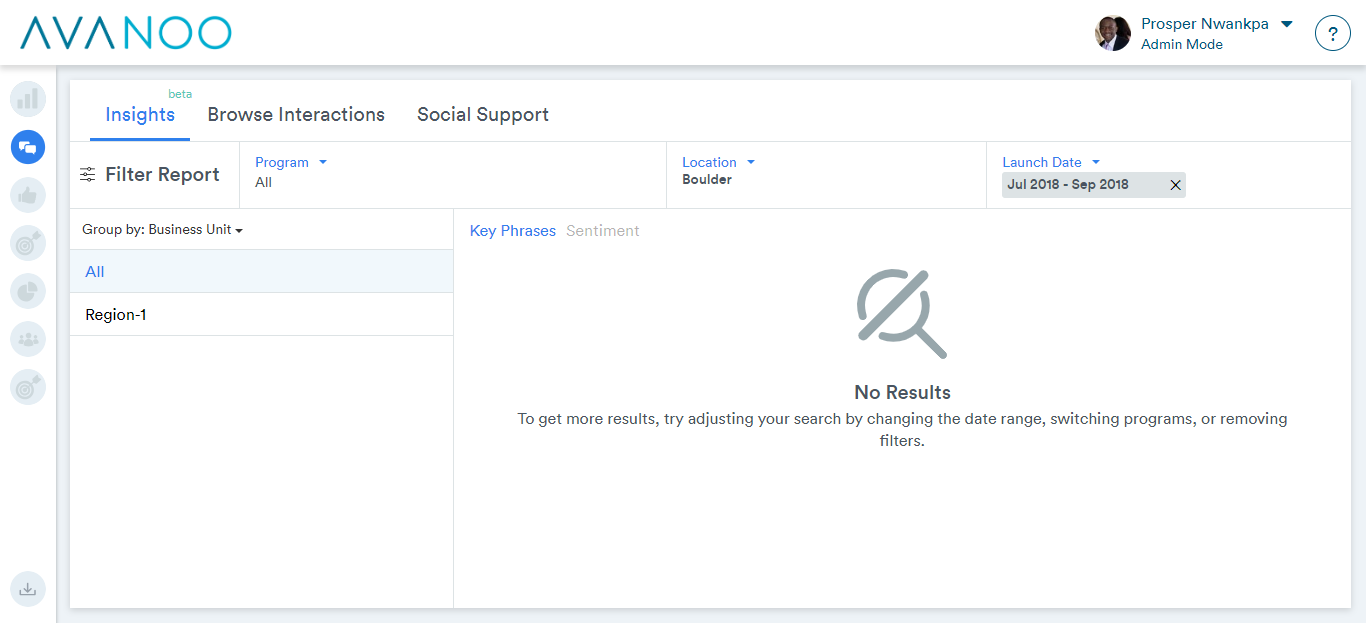 AVANOO
Prosper Nwankpa
Admin Mode
?
beta
Insights
Browse Interactions
Social Support
Filter Report
Program
All
Location
Boulder
Launch Date
Jul 2018 - Sep 2018
Group by: Business Unit
All
Region-1
Key Phrases
Sentiment
No Results
To get more results, try adjusting your search by changing the date range, switching programs, or removing
filters.